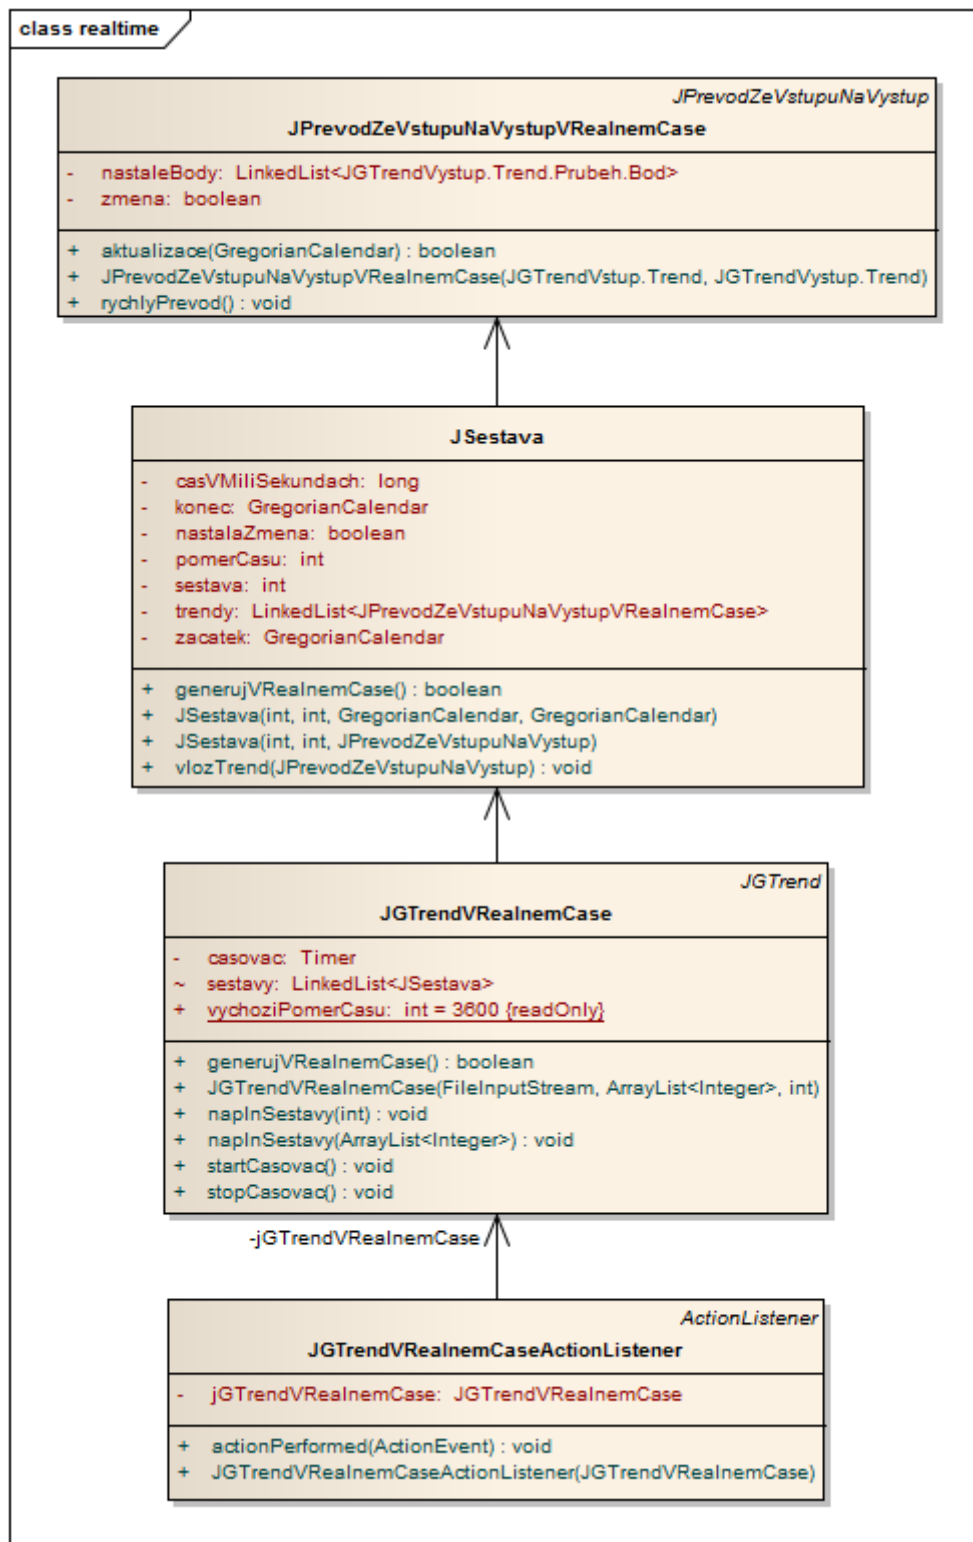 class realtime
JPrevodZeVstupuNaVystup
JPrevodZeVstupuNaVystupVRealnemCase
- nastaleBody: LinkedList<JGTrendVystup.Trend.Prubeh.Bod>
- zmena: boolean
+ aktualizace(GregorianCalendar) : boolean
+ JPrevodZeVstupuNaVystupVRealnemCase(JGTrendVstup.Trend, JGTrendVystup.Trend)
+ rychlyPrevod() : void
JSestava
- casVMiliSekundach: long
- konec: GregorianCalendar
- nastalaZmena: boolean
- pomerCasu: int
- sestava: int
- trendy: LinkedList<JPrevodZeVstupuNaVystupVRealnemCase>
- zacatek: GregorianCalendar
+ generujVRealnemCase() : boolean
+ JSestava(int, int, GregorianCalendar, GregorianCalendar)
+ JSestava(int, int, JPrevodZeVstupuNaVystup)
+ vlozTrend(JPrevodZeVstupuNaVystup) : void
JGTrend
JGTrendVRealnemCase
- casovac: Timer
~ sestavy: LinkedList<JSestava>
+ vychoziPomerCasu: int = 3600 {readOnly}
+ generujVRealnemCase() : boolean
+ JGTrendVRealnemCase(FileInputStream, ArrayList<Integer>, int)
+ naplnSestavy(int) : void
+ naplnSestavy(ArrayList<Integer>) : void
+ startCasovac() : void
+ stopCasovac() : void
-jGTrendVRealnemCase
ActionListener
JGTrendVRealnemCaseActionListener
- jGTrendVRealnemCase: JGTrendVRealnemCase
+ actionPerformed(ActionEvent) : void
+ JGTrendVRealnemCaseActionListener(JGTrendVRealnemCase)